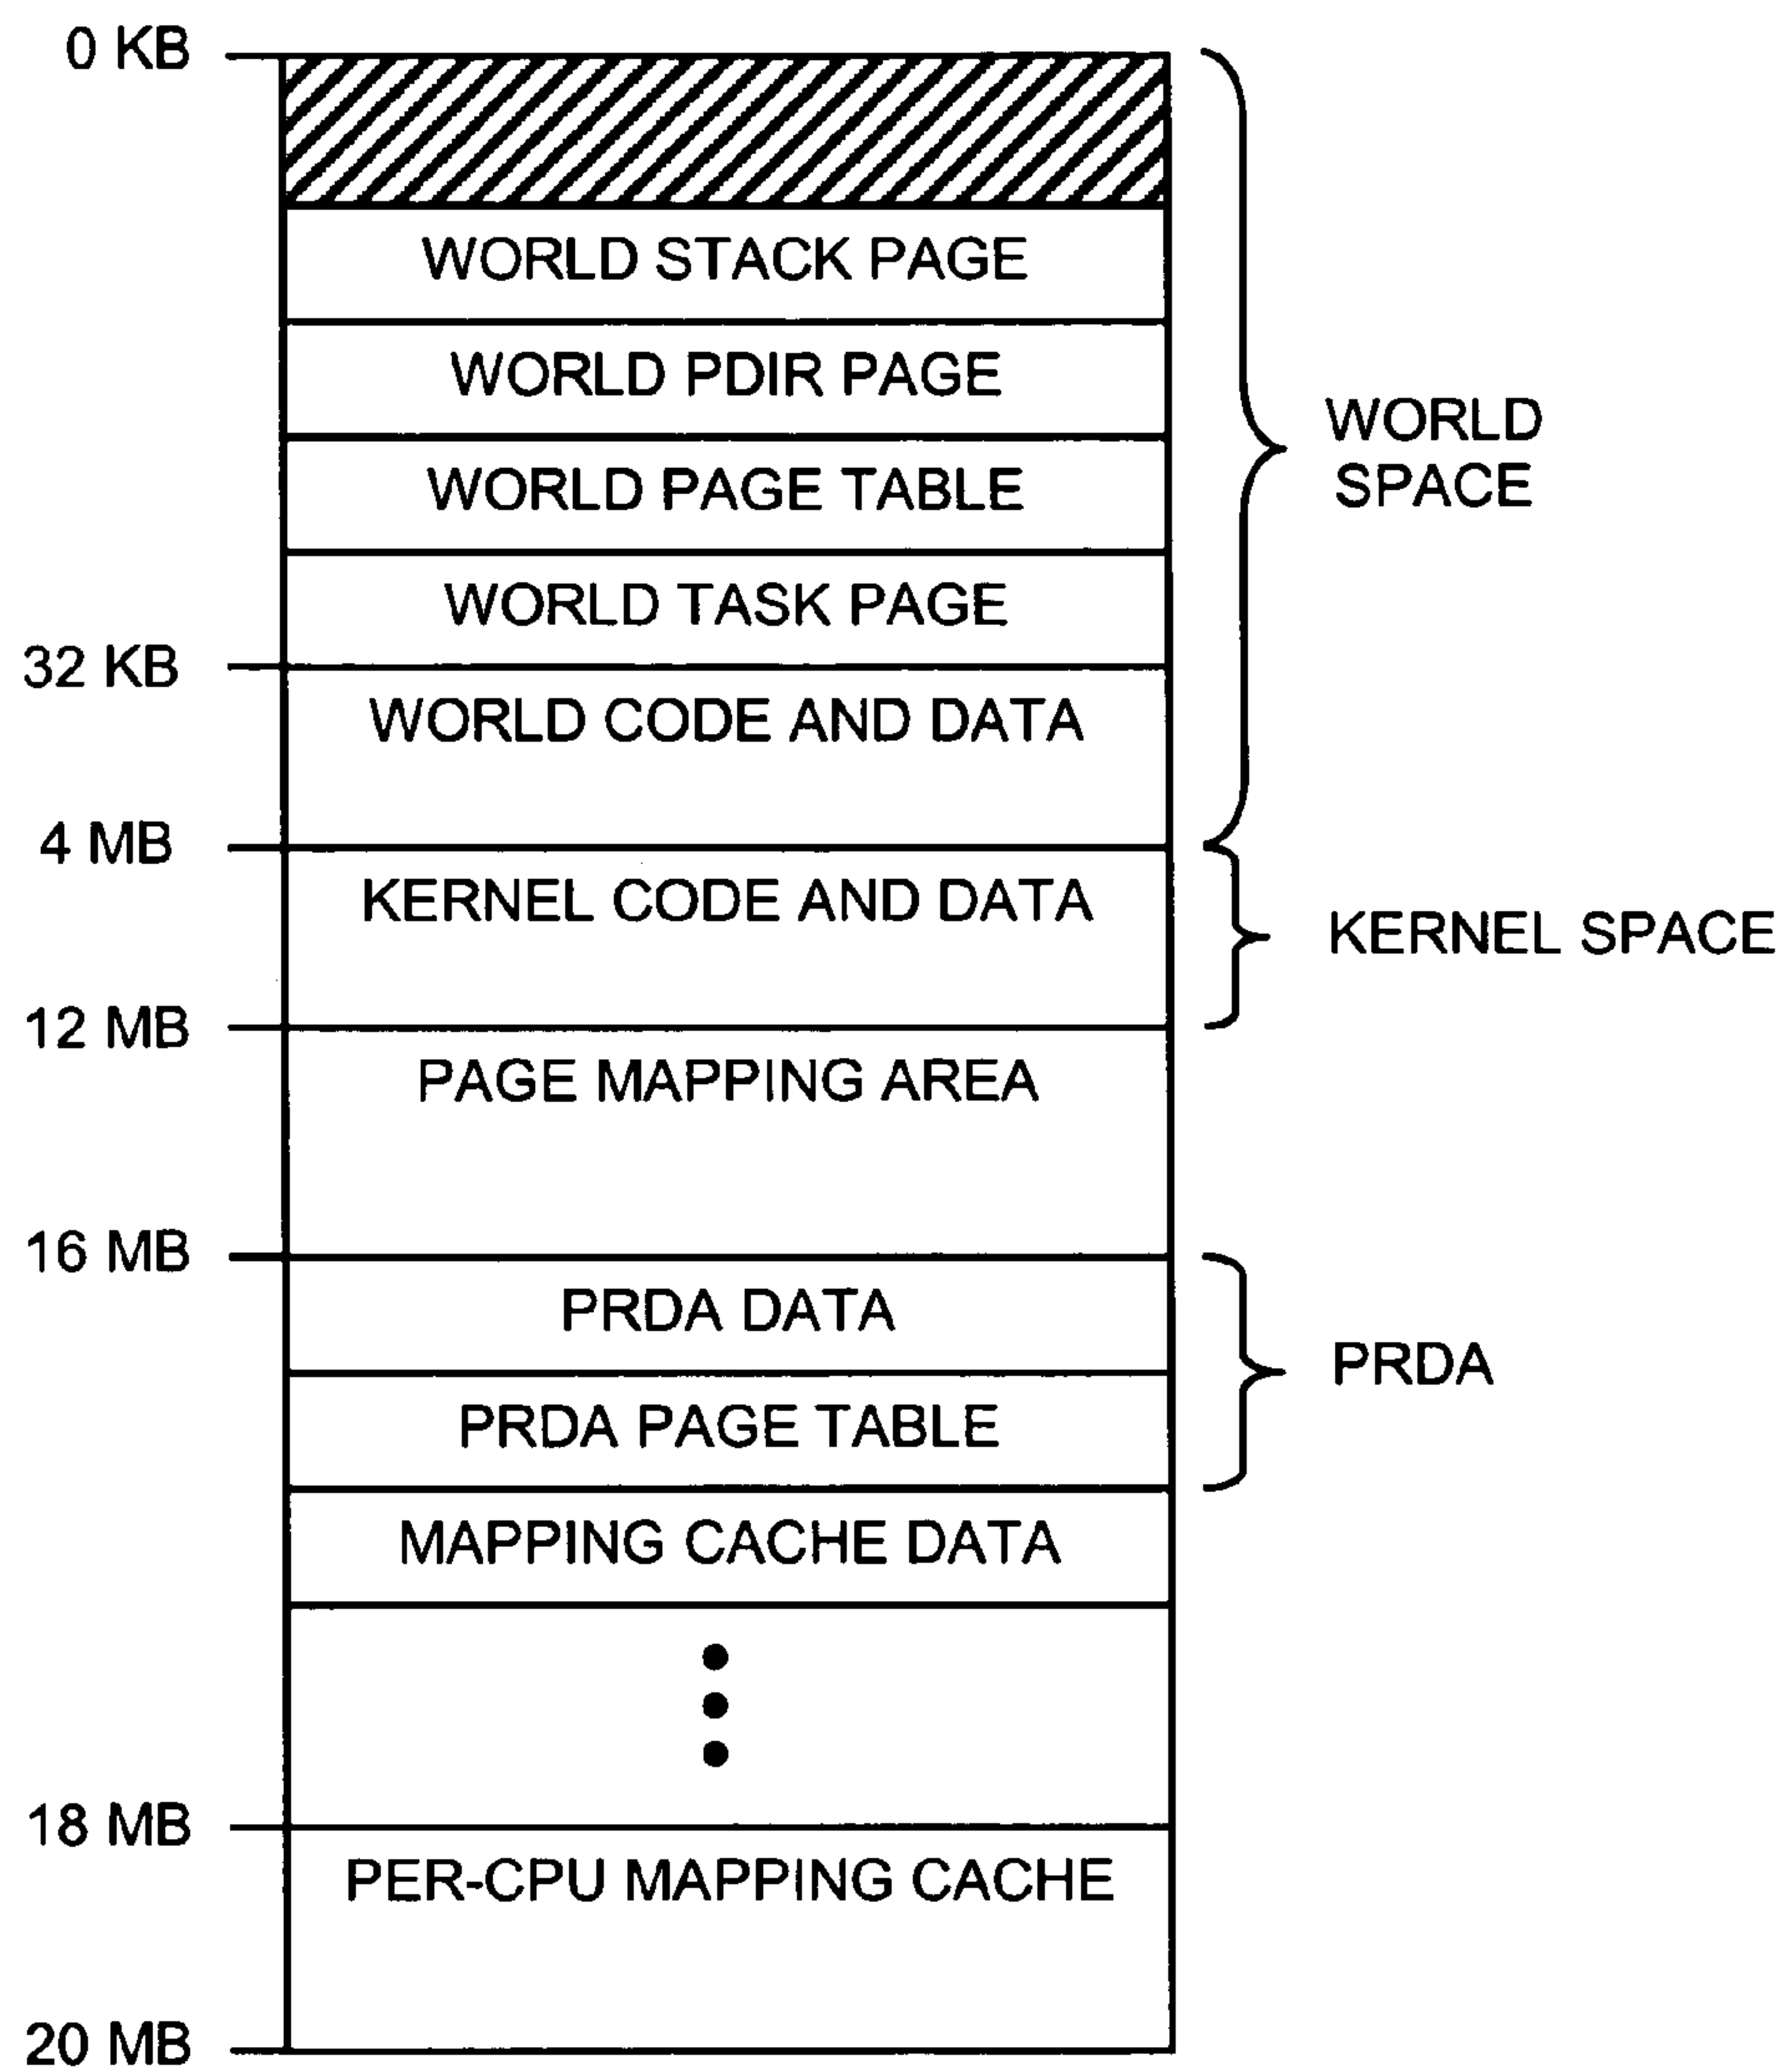 0 KB
WORLD STACK PAGE
WORLD PDIR PAGE
WORLD
SPACE
WORLD PAGE TABLE
WORLD TASK PAGE
32 KB
WORLD CODE AND DATA
4 MB
KERNEL CODE AND DATA
KERNEL SPACE
12 MB
PAGE MAPPING AREA
16 MB
PRDA DATA
PRDA
PRDA PAGE TABLE
MAPPING CACHE DATA
18 MB
PER-CPU MAPPING CACHE
20 MB